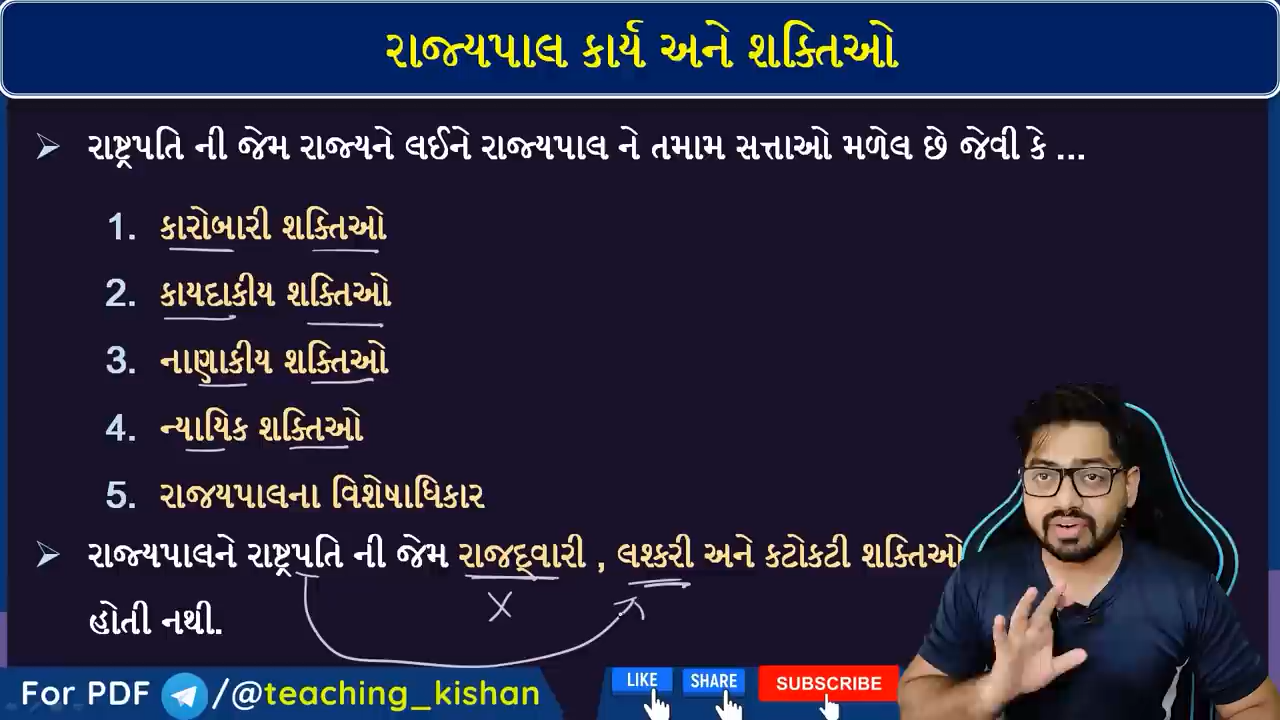 રાજ્યપાલ કાર્ય અને શક્તિઓ
➢ રાષ્ટ્રપતિ ની જેમ રાજ્યને લઈને રાજ્યપાલ ને તમામ સત્તાઓ મળેલ છે જેવી કે ...
1. કારોબારી શક્તિઓ
2. કાયદાકીય શક્તિઓ
3. નાણાકીય શક્તિઓ
4. ન્યાયિક શક્તિઓ
5. રાજયપાલના વિશેષાધિકાર
➢ રાજ્યપાલને રાષ્ટ્રપતિ ની જેમ રાજદ્વારી , લશ્કરી અને કટોકટી શક્તિઓ
હોતી નથી.
X
For PDF /@teaching_kishan LIKE SHARE SUBSCRIBE